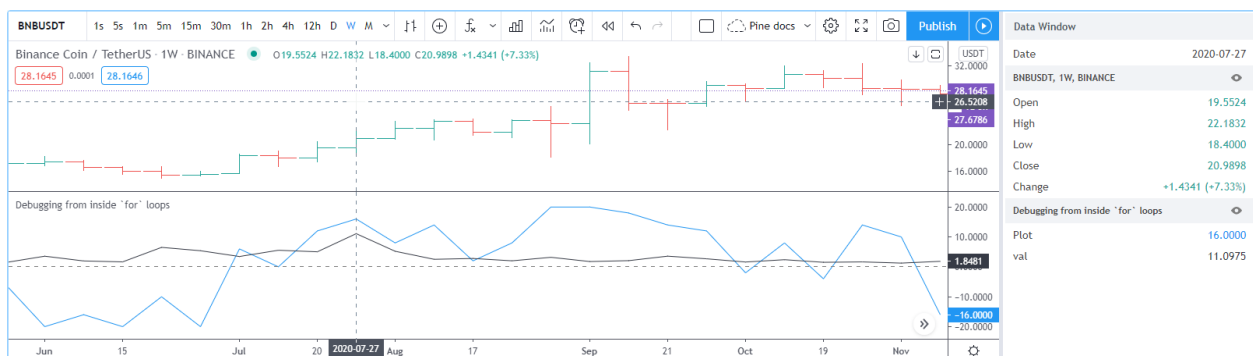 BNBUSDT 1s 5s 1m 5m 15m 30m 1h 2h 4h 12h D W M Pine docs Publish
Binance Coin / TetherUS · 1W · BINANCE O19.5524 H22.1832 L18.4000 C20.9898 +1.4341 (+7.33%)
28.1645 0.0001 28.1646
USDT
32.0000
28.1645
26.5208
27.6786
20.0000
16.0000
Debugging from inside `for` loops
20.0000
10.0000
1.8481
-10.0000
-16.0000
-20.0000
Jun 15 Jul 20 2020-07-27 Aug 17 Sep 21 Oct 19 Nov
Data Window
Date 2020-07-27
BNBUSDT, 1W, BINANCE
Open 19.5524
High 22.1832
Low 18.4000
Close 20.9898
Change +1.4341 (+7.33%)
Debugging from inside `for` loops
Plot 16.0000
val 11.0975